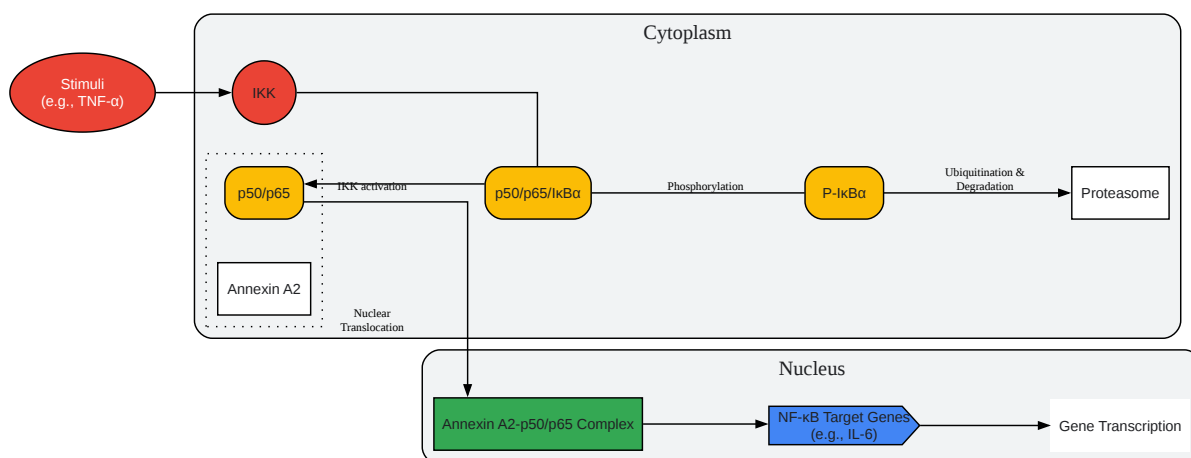 Cytoplasm
Stimuli
(e.g., TNF-α)
IKK
p50/p65
IKK activation
p50/p65/IκBα
Phosphorylation
P-IκBα
Ubiquitination &
Degradation
Proteasome
Annexin A2
Nuclear
Translocation
Nucleus
Annexin A2-p50/p65 Complex
NF-κB Target Genes
(e.g., IL-6)
Gene Transcription